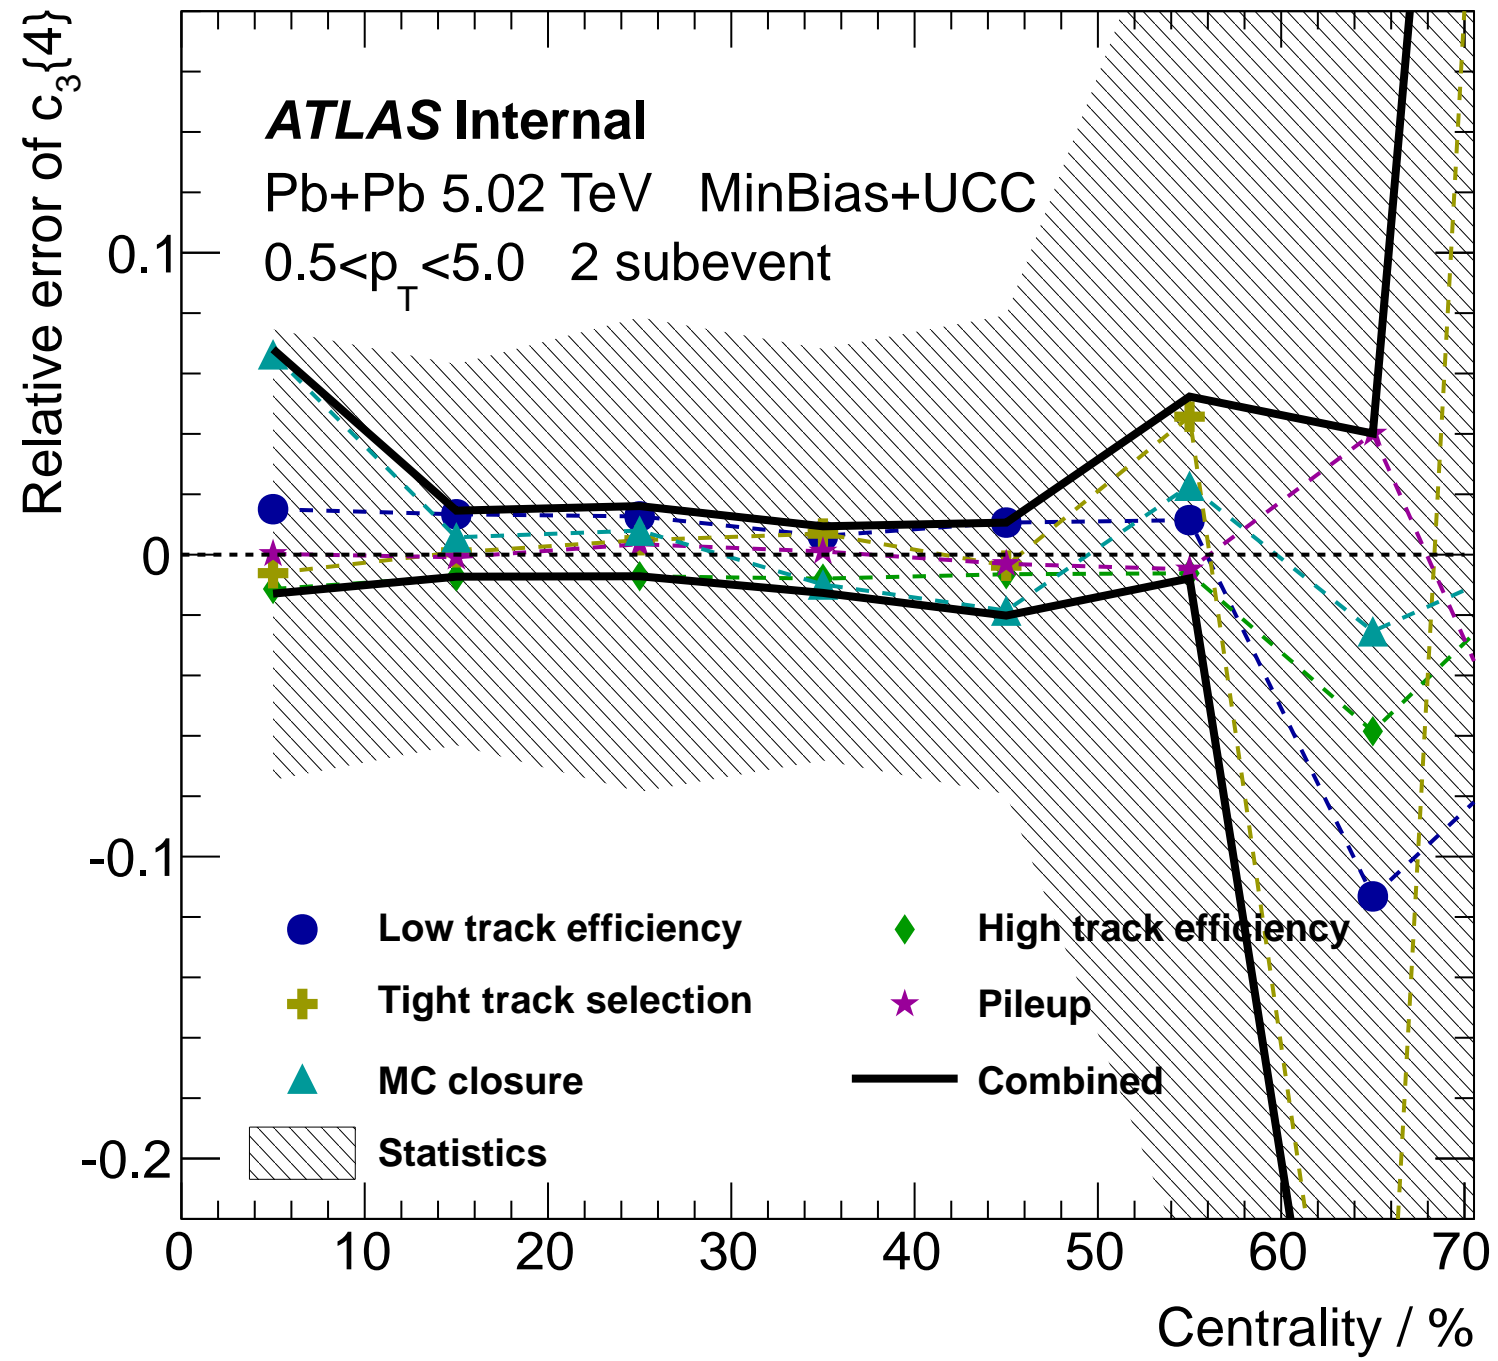 Relative error of c3{4}
ATLAS Internal
Pb+Pb 5.02 TeV MinBias+UCC
0.5<pT<5.0 2 subevent
0.1
0
-0.1
-0.2
Low track efficiency
High track efficiency
Tight track selection
Pileup
MC closure
Combined
Statistics
0 10 20 30 40 50 60 70
Centrality / %